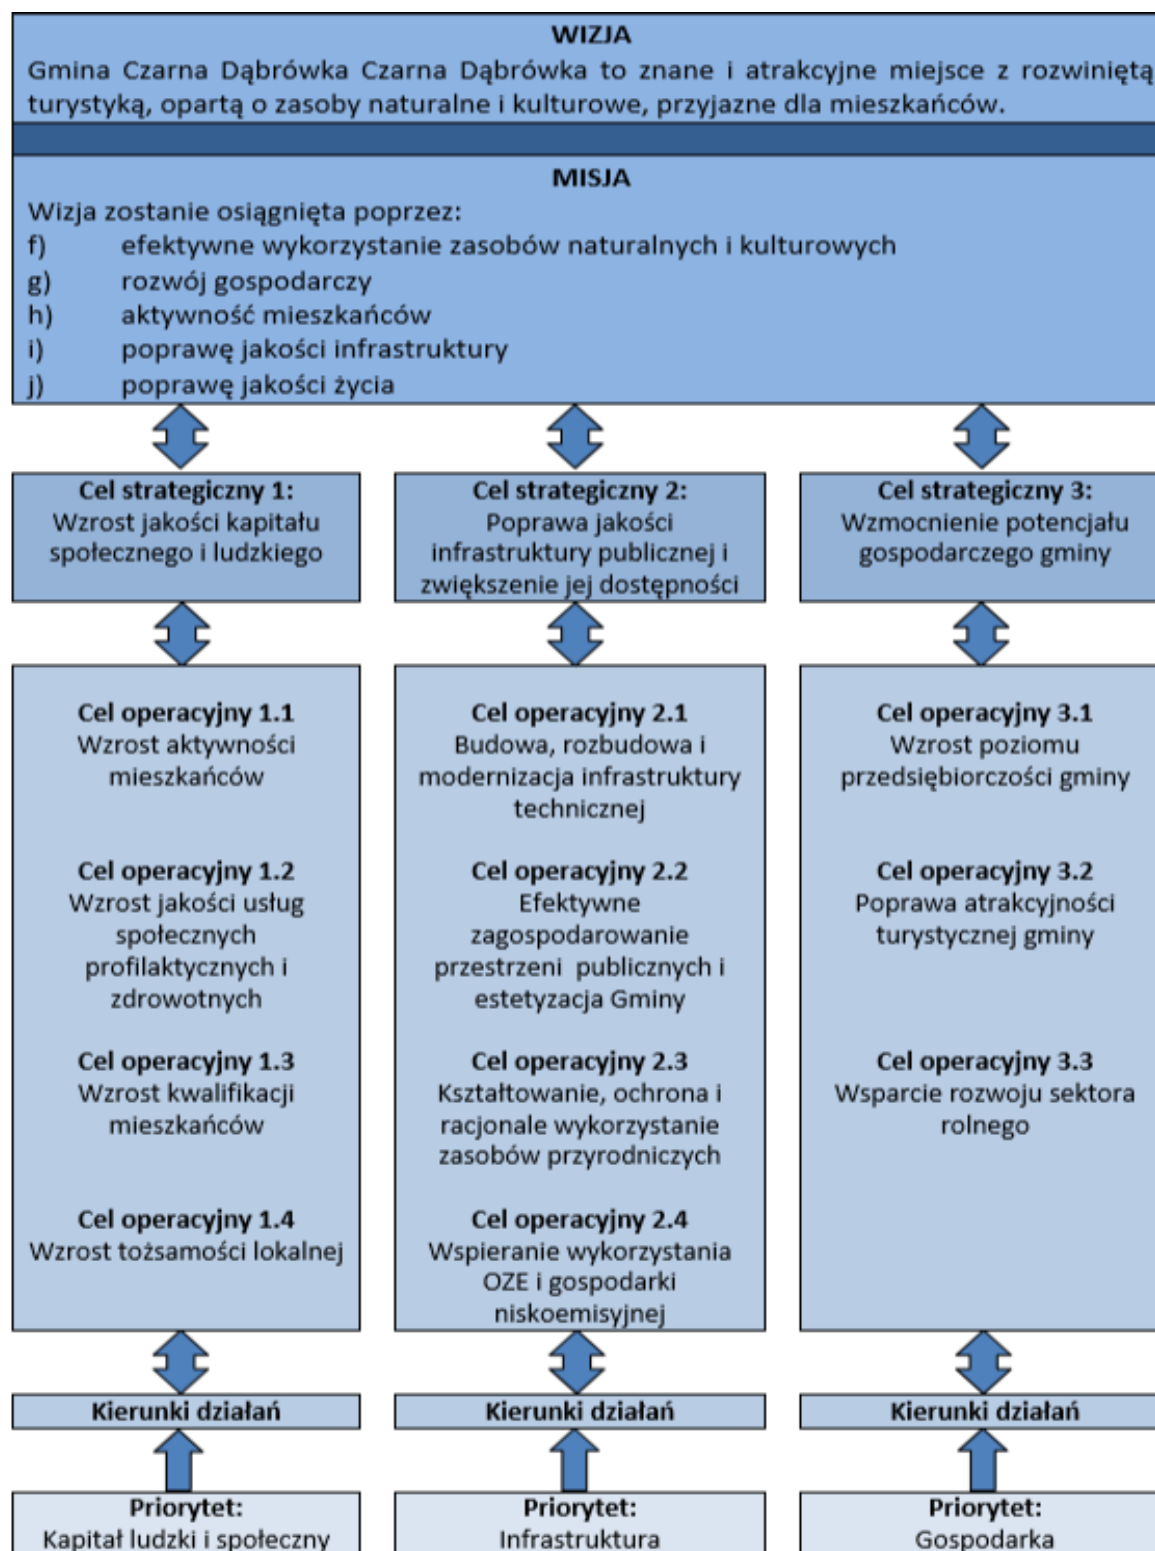 WIZJA
Gmina Czarna Dąbrówka Czarna Dąbrówka to znane i atrakcyjne miejsce z rozwiniętą
turystyką, opartą o zasoby naturalne i kulturowe, przyjazne dla mieszkańców.
MISJA
Wizja zostanie osiągnięta poprzez:
f) efektywne wykorzystanie zasobów naturalnych i kulturowych
g) rozwój gospodarczy
h) aktywność mieszkańców
i) poprawę jakości infrastruktury
j) poprawę jakości życia
Cel strategiczny 1:
Wzrost jakości kapitału
społecznego i ludzkiego
Cel strategiczny 2:
Poprawa jakości
infrastruktury publicznej i
zwiększenie jej dostępności
Cel strategiczny 3:
Wzmocnienie potencjału
gospodarczego gminy
Cel operacyjny 1.1
Wzrost aktywności
mieszkańców
Cel operacyjny 1.2
Wzrost jakości usług
społecznych
profilaktycznych i
zdrowotnych
Cel operacyjny 1.3
Wzrost kwalifikacji
mieszkańców
Cel operacyjny 1.4
Wzrost tożsamości lokalnej
Cel operacyjny 2.1
Budowa, rozbudowa i
modernizacja infrastruktury
technicznej
Cel operacyjny 2.2
Efektywne
zagospodarowanie
przestrzeni publicznych i
estetyzacja Gminy
Cel operacyjny 2.3
Kształtowanie, ochrona i
racjonale wykorzystanie
zasobów przyrodniczych
Cel operacyjny 2.4
Wspieranie wykorzystania
OZE i gospodarki
niskoemisyjnej
Cel operacyjny 3.1
Wzrost poziomu
przedsiębiorczości gminy
Cel operacyjny 3.2
Poprawa atrakcyjności
turystycznej gminy
Cel operacyjny 3.3
Wsparcie rozwoju sektora
rolnego
Kierunki działań
Kierunki działań
Kierunki działań
Priorytet:
Kapitał ludzki i społeczny
Priorytet:
Infrastruktura
Priorytet:
Gospodarka